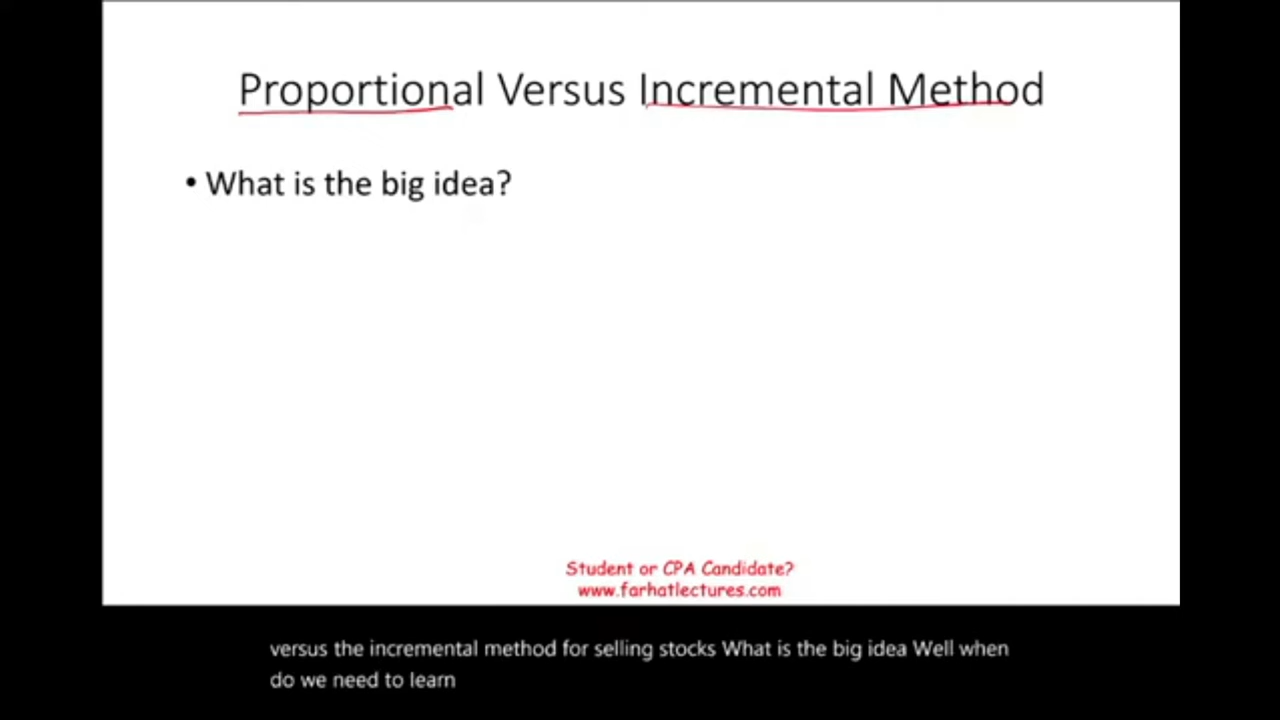 Proportional Versus Incremental Method
• What is the big idea?
Student or CPA Candidate?
www.farhatlectures.com
versus the incremental method for selling stocks What is the big idea Well when
do we need to learn